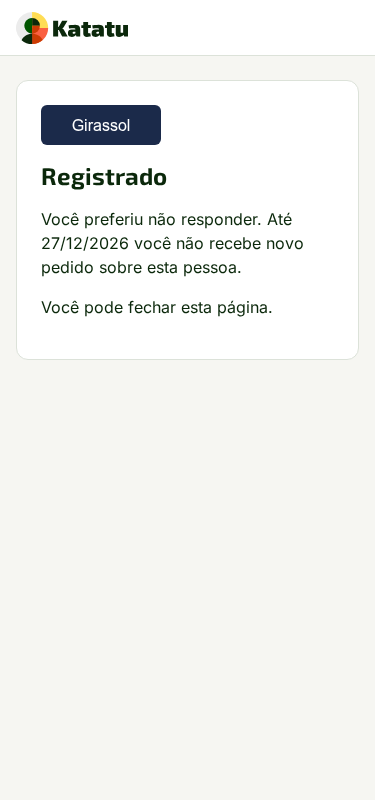 Katatu
Girassol
Registrado
Você preferiu não responder. Até
27/12/2026 você não recebe novo
pedido sobre esta pessoa.
Você pode fechar esta página.